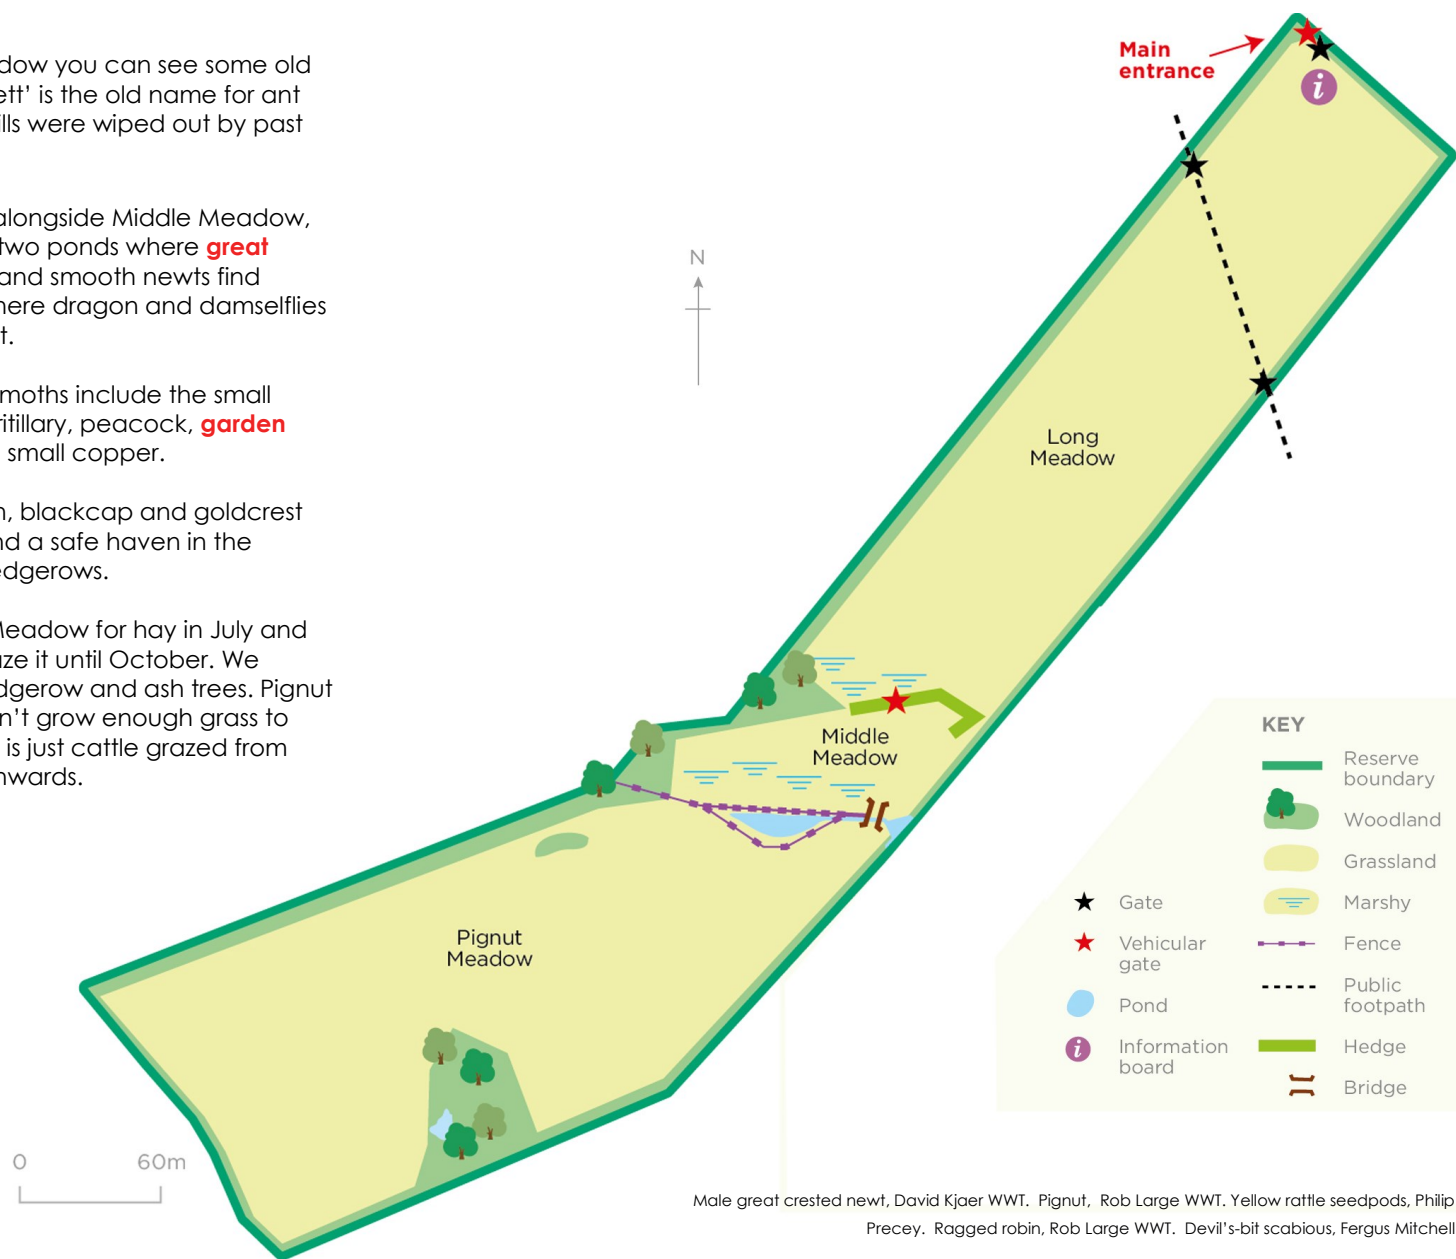 dow you can see some old
ett’ is the old name for ant
ills were wiped out by past
alongside Middle Meadow,
two ponds where great
and smooth newts find
here dragon and damselflies
t.
moths include the small
ritillary, peacock, garden
small copper.
n, blackcap and goldcrest
nd a safe haven in the
edgerows.
Meadow for hay in July and
aze it until October. We
dgerow and ash trees. Pignut
n’t grow enough grass to
is just cattle grazed from
nwards.
Main
entrance
i
N
Long
Meadow
Middle
Meadow
Pignut
Meadow
0 60m
KEY
Reserve
boundary
Woodland
Grassland
Marshy
Fence
Public
footpath
Hedge
Bridge
Gate
Vehicular
gate
Pond
i Information
board
Male great crested newt, David Kjaer WWT. Pignut, Rob Large WWT. Yellow rattle seedpods, Philip
Precey. Ragged robin, Rob Large WWT. Devil’s-bit scabious, Fergus Mitchell